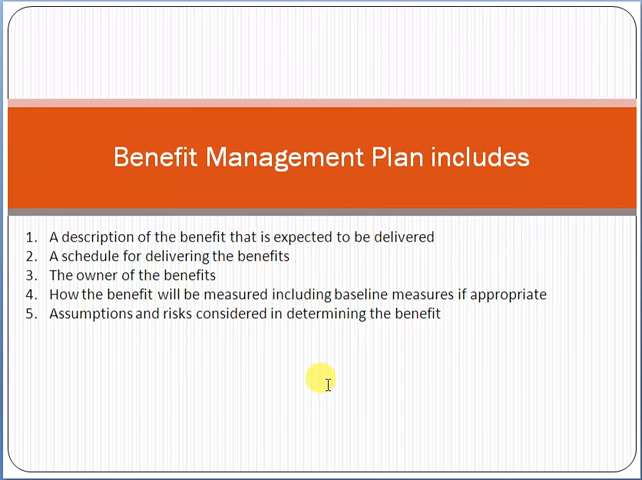 Benefit Management Plan includes
1. A description of the benefit that is expected to be delivered
2. A schedule for delivering the benefits
3. The owner of the benefits
4. How the benefit will be measured including baseline measures if appropriate
5. Assumptions and risks considered in determining the benefit